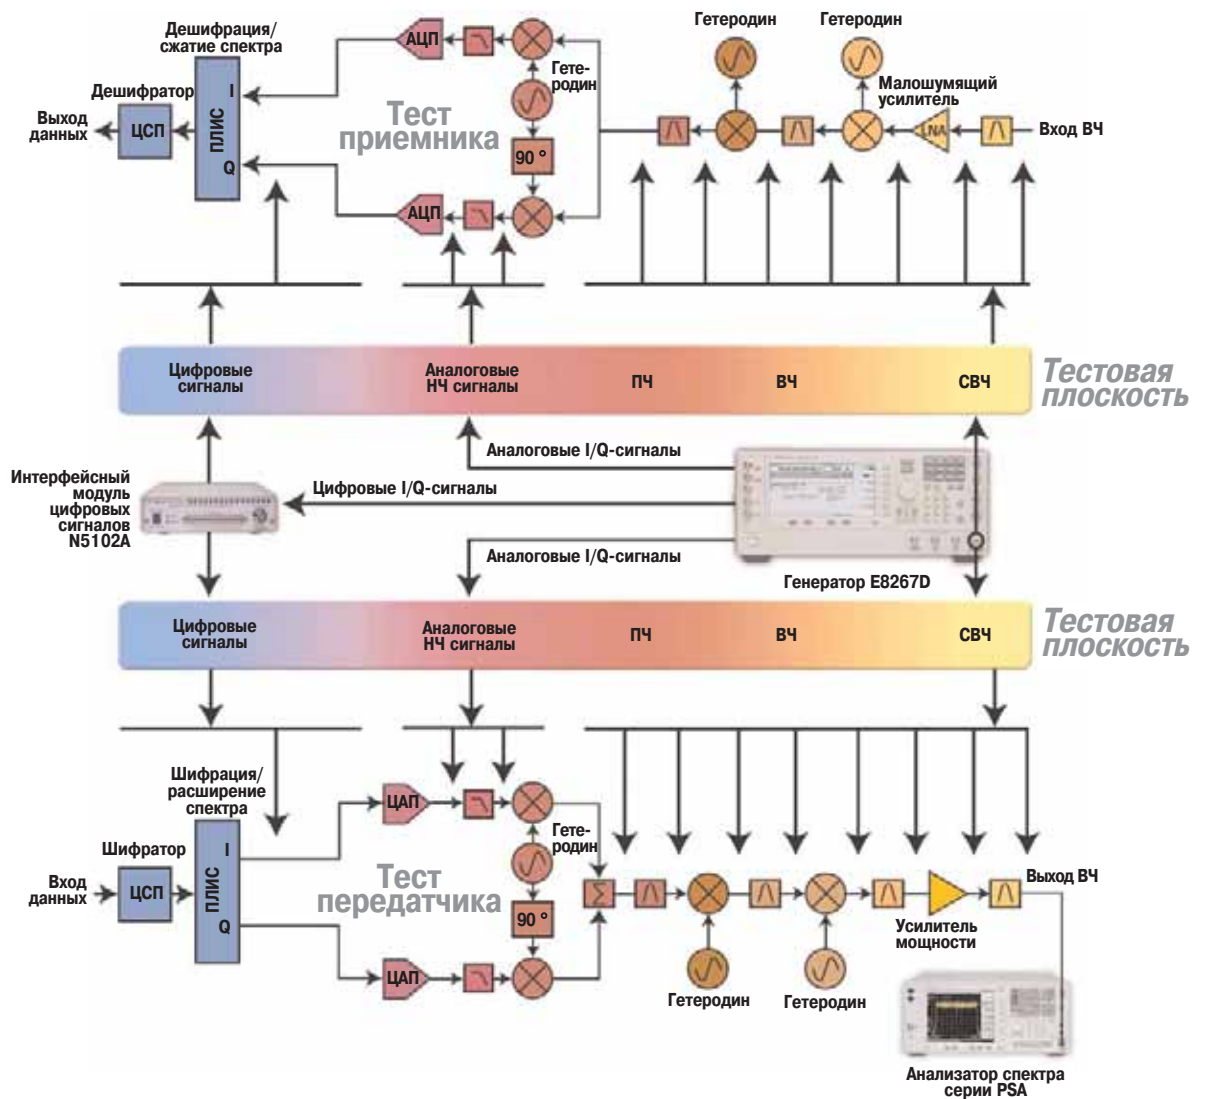 Дешифрация/
сжатие спектра
Дешифратор
Выход
данных
ЦСП
ПЛИС
I
Q
АЦП
АЦП
Гете-
родин
90 °
Тест
приемника
Гетеродин
Гетеродин
Малошумящий
усилитель
LNA
Вход ВЧ
Цифровые
сигналы
Аналоговые
НЧ сигналы
ПЧ
ВЧ
СВЧ
Тестовая
плоскость
Интерфейсный
модуль
цифровых
сигналов
N5102A
Аналоговые I/Q-сигналы
Цифровые I/Q-сигналы
Аналоговые I/Q-сигналы
Генератор E8267D
Цифровые
сигналы
Аналоговые
НЧ сигналы
ПЧ
ВЧ
СВЧ
Тестовая
плоскость
Шифрация/
расширение
спектра
Шифратор
Вход
данных
ЦСП
ПЛИС
I
Q
ЦАП
ЦАП
Гете-
родин
90 °
Тест
передатчика
Σ
Гетеродин
Гетеродин
Усилитель
мощности
Выход ВЧ
Анализатор спектра
серии PSA